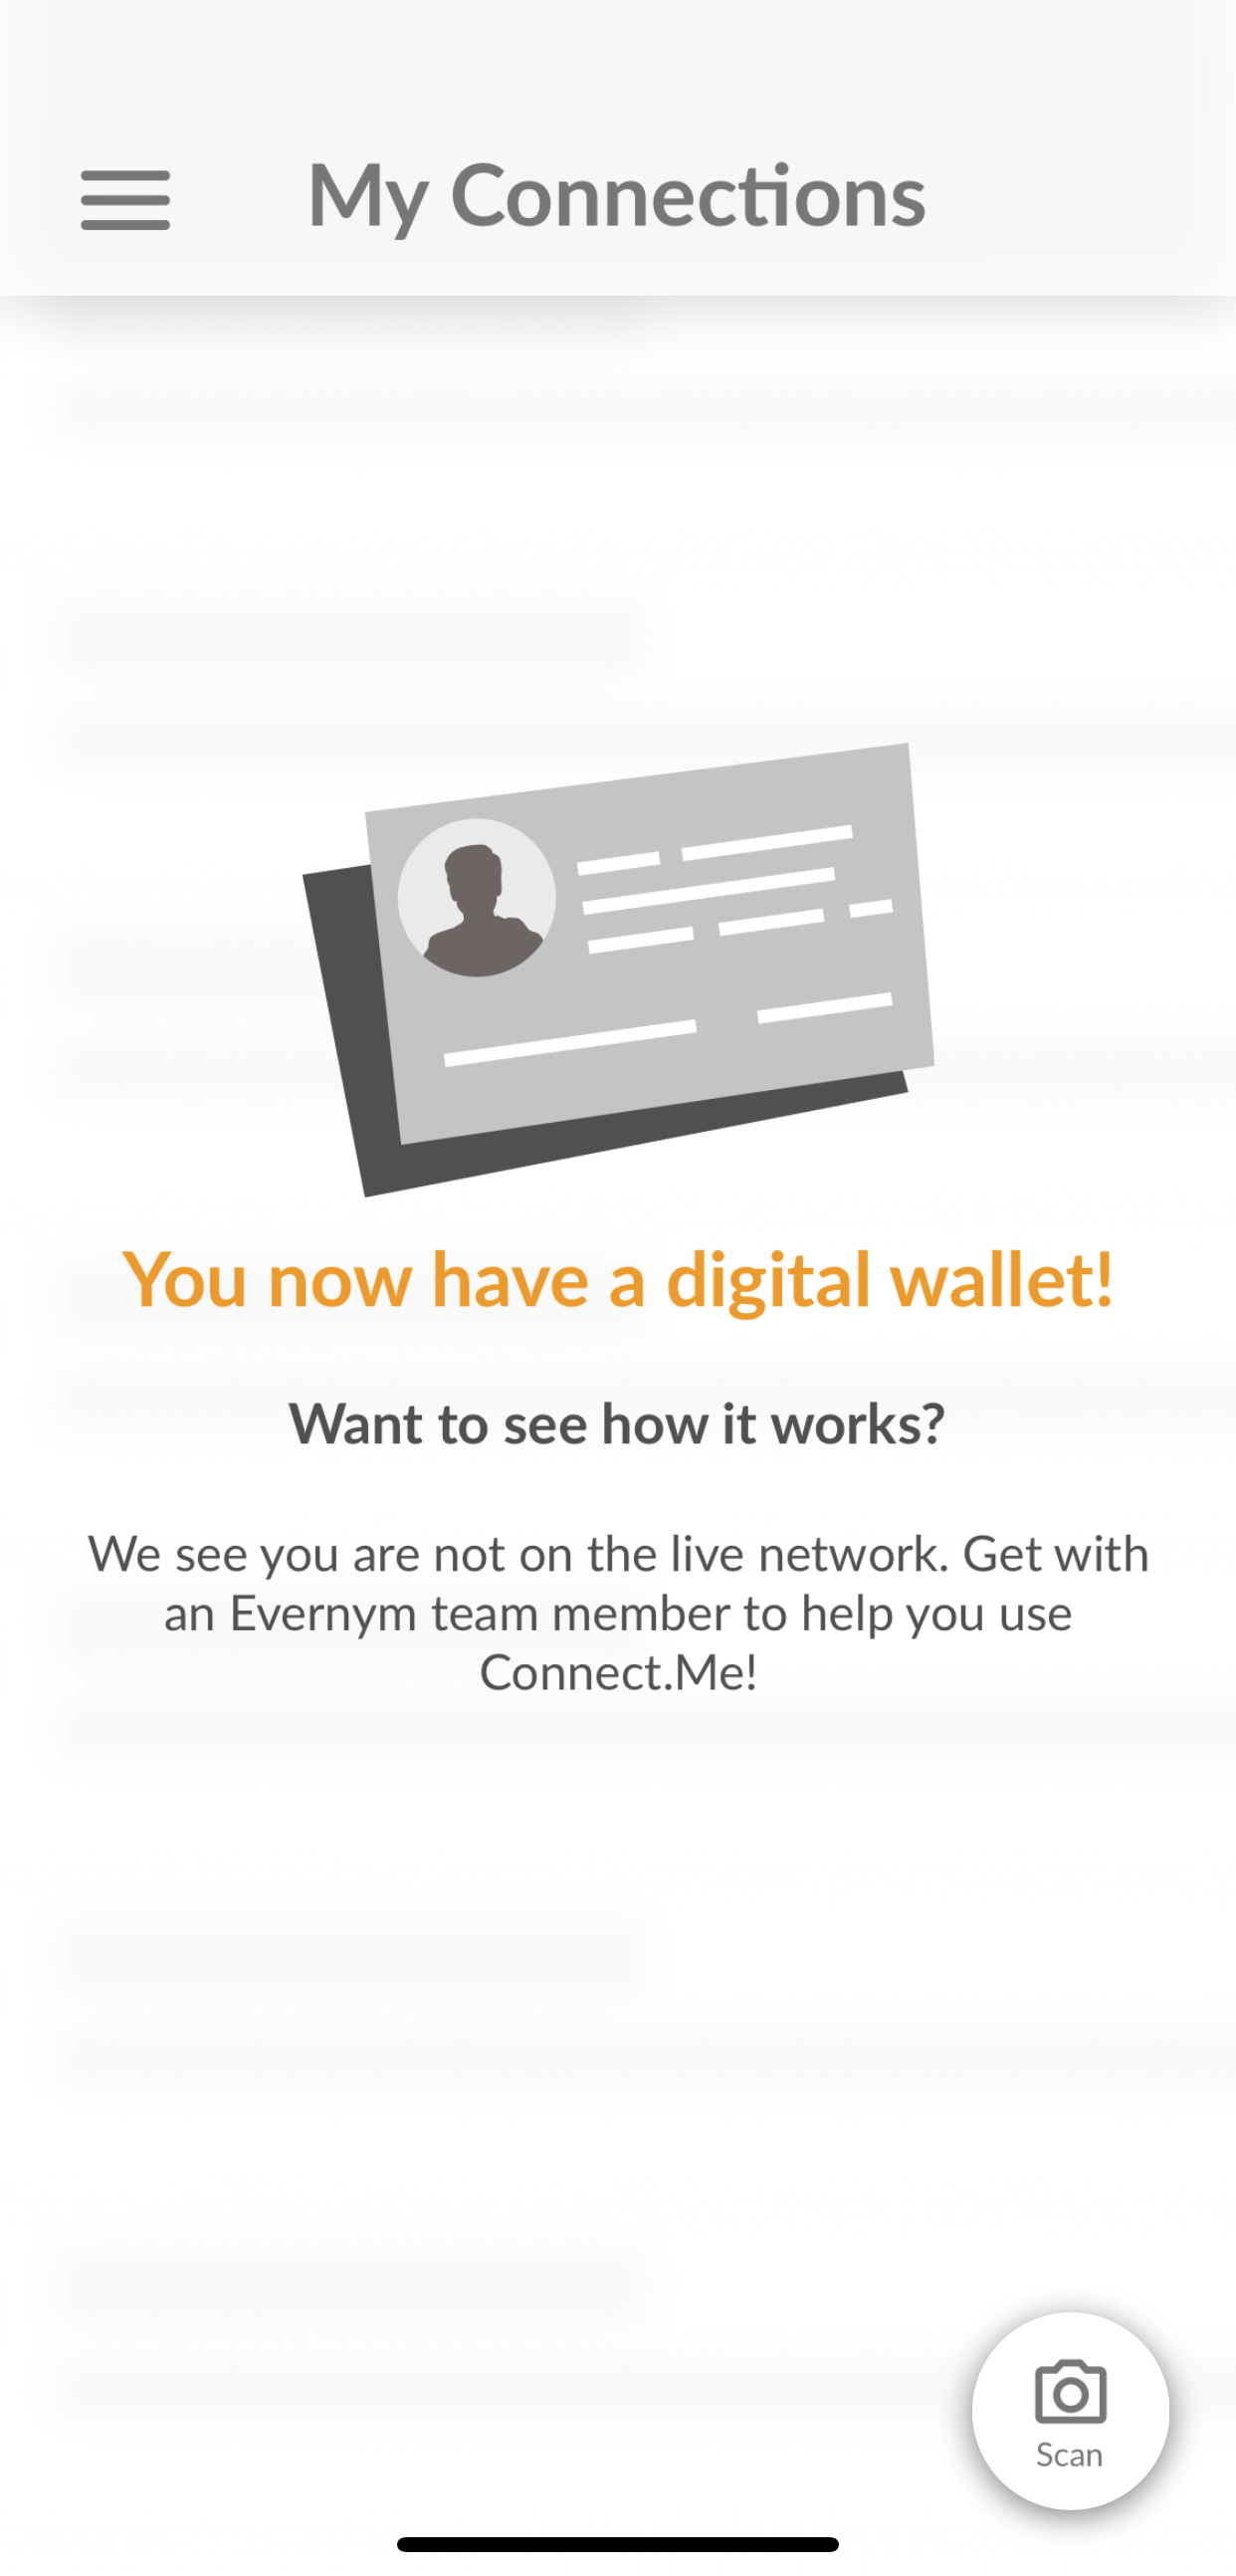 My Connections
You now have a digital wallet!
Want to see how it works?
We see you are not on the live network. Get with
an Evernym team member to help you use
Connect.Me!
Scan